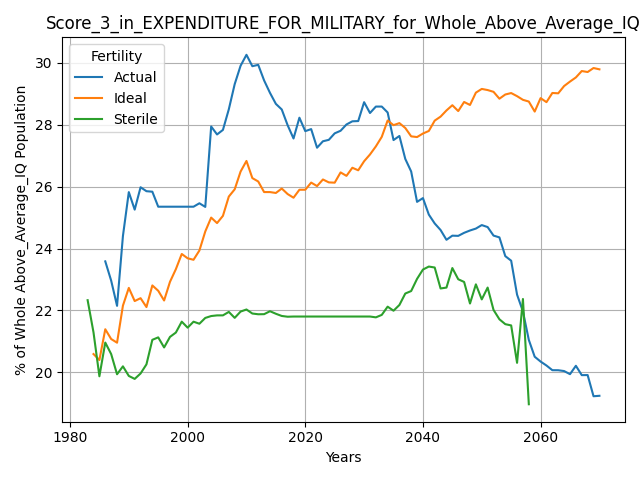 Score_3_in_EXPENDITURE_FOR_MILITARY_for_Whole_Above_Average_IQ
Fertility
Actual
Ideal
Sterile
% of Whole Above_Average_IQ Population
30
28
26
24
22
20
1980
2000
2020
2040
2060
Years